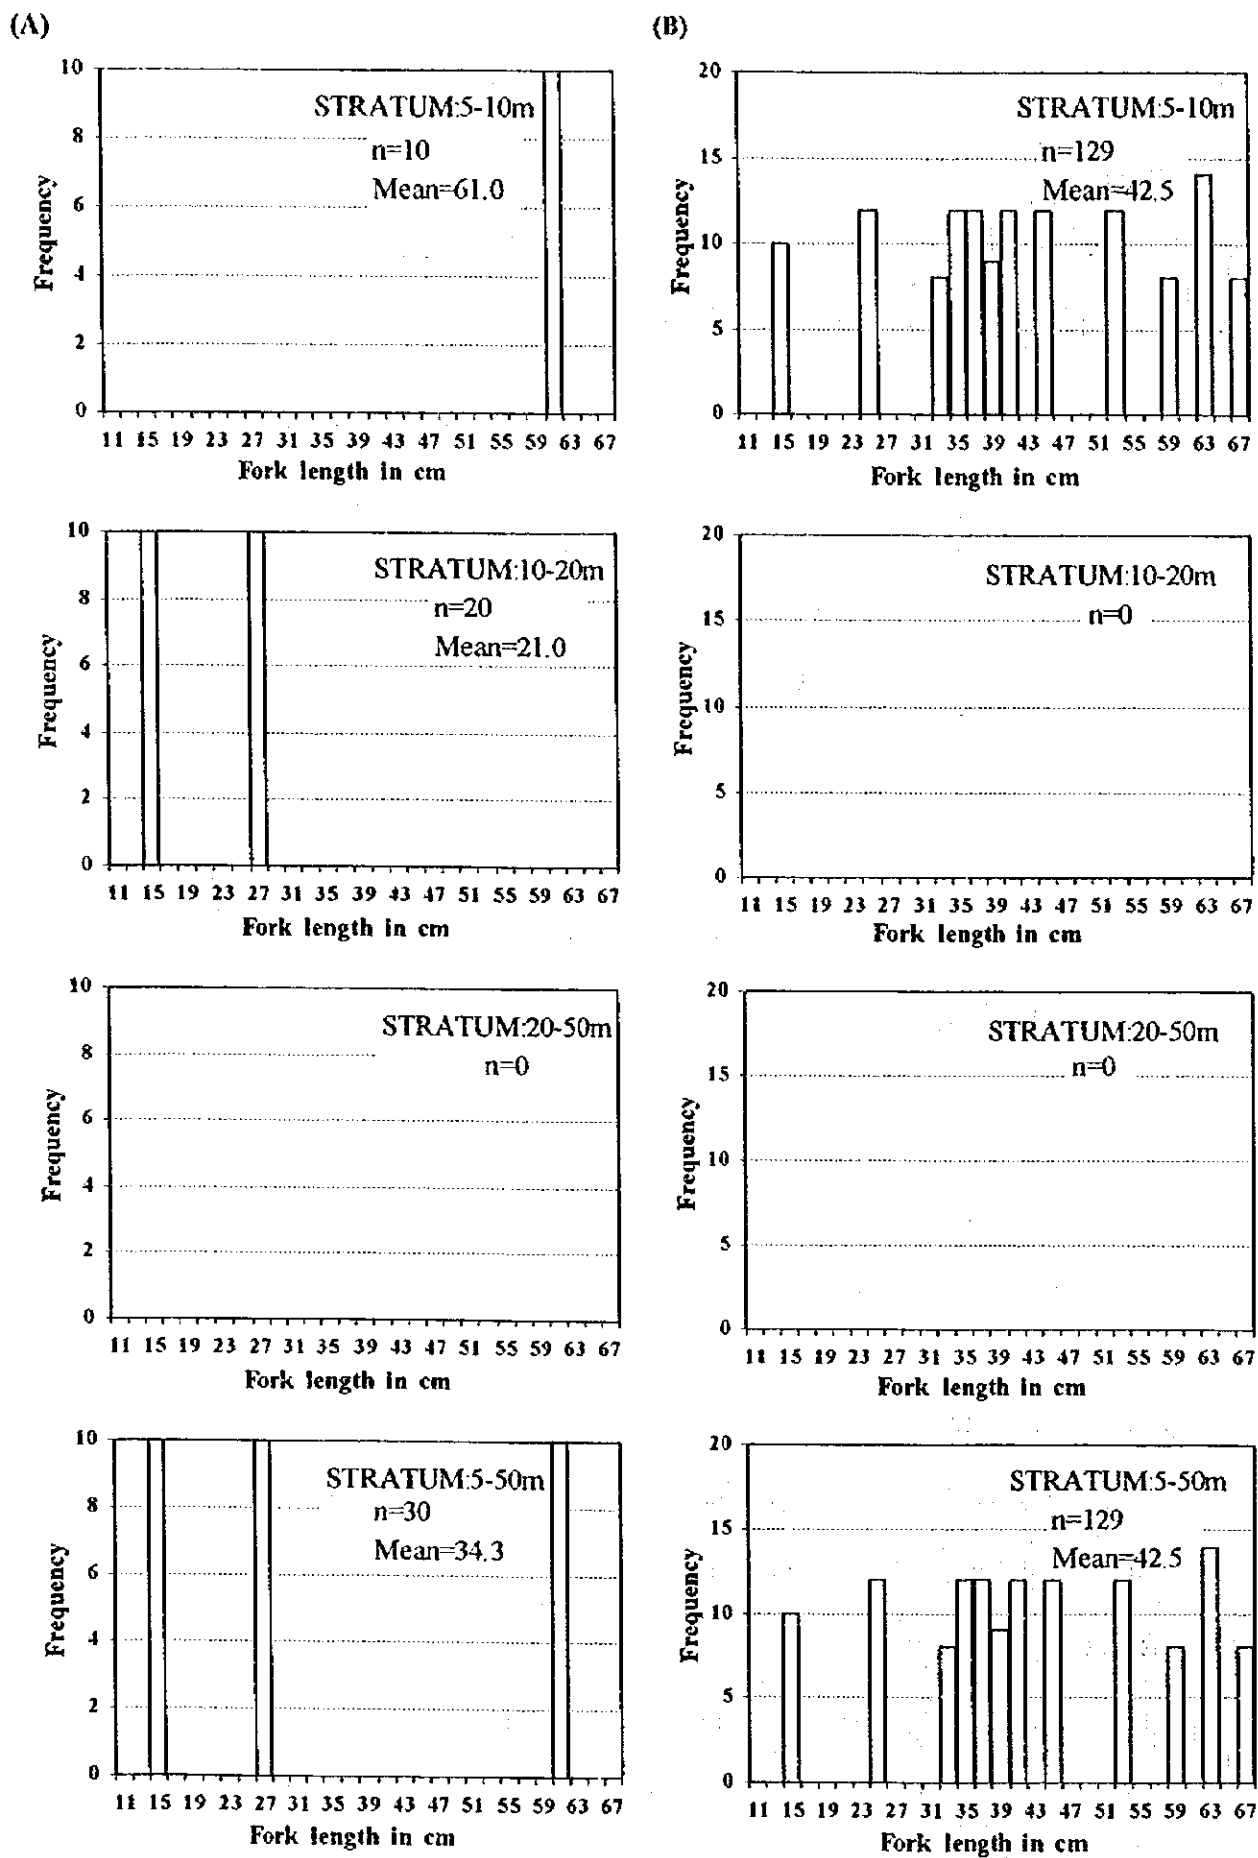 (A)
10
8
6
4
2
0
Frequency
STRATUM:5-10m
n=10
Mean=61.0
11 15 19 23 27 31 35 39 43 47 51 55 59 63 67
Fork length in cm
10
8
6
4
2
0
Frequency
STRATUM:10-20m
n=20
Mean=21.0
11 15 19 23 27 31 35 39 43 47 51 55 59 63 67
Fork length in cm
10
8
6
4
2
0
Frequency
STRATUM:20-50m
n=0
11 15 19 23 27 31 35 39 43 47 51 55 59 63 67
Fork length in cm
10
8
6
4
2
0
Frequency
STRATUM:5-50m
n=30
Mean=34.3
11 15 19 23 27 31 35 39 43 47 51 55 59 63 67
Fork length in cm
(B)
20
15
10
5
0
Frequency
STRATUM:5-10m
n=129
Mean=42.5
11 15 19 23 27 31 35 39 43 47 51 55 59 63 67
Fork length in cm
20
15
10
5
0
Frequency
STRATUM:10-20m
n=0
11 15 19 23 27 31 35 39 43 47 51 55 59 63 67
Fork length in cm
20
15
10
5
0
Frequency
STRATUM:20-50m
n=0
11 15 19 23 27 31 35 39 43 47 51 55 59 63 67
Fork length in cm
20
15
10
5
0
Frequency
STRATUM:5-50m
n=129
Mean=42.5
11 15 19 23 27 31 35 39 43 47 51 55 59 63 67
Fork length in cm